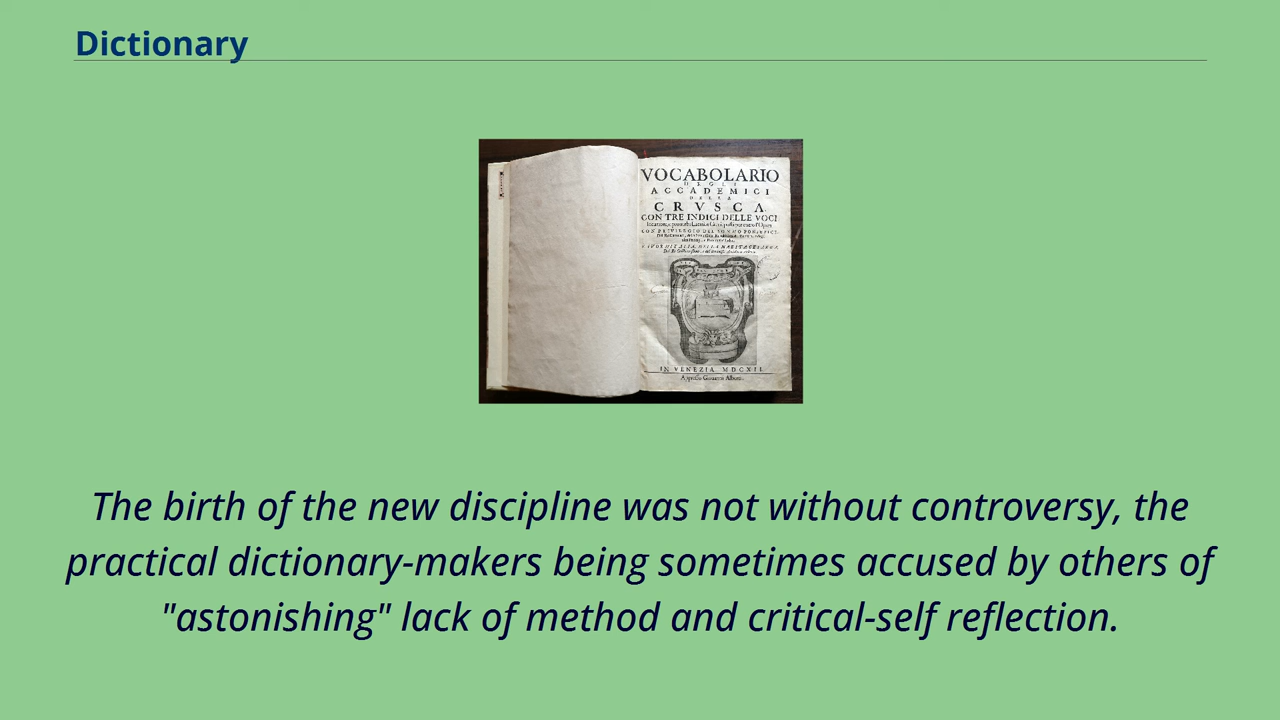 Dictionary
VOCABOLARIO
DEGLI
ACCADEMICI
DELLA
CRVSCA
CON TRE INDICI DELLE VOCI
IN VENEZIA MDCXII
The birth of the new discipline was not without controversy, the
practical dictionary-makers being sometimes accused by others of
"astonishing" lack of method and critical-self reflection.